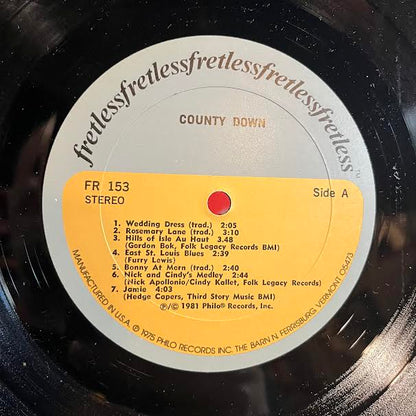 fretlessfretlessfretlessfretlessfretless
COUNTY DOWN
FR 153
STEREO
Side A
1. Wedding Dress (trad.) 2:05
2. Rosemary Lane (trad.) 3:10
3. Hills of Isle Au Haut 3.48
(Gordon Bok, Folk Legacy Records BMI)
4. East St. Louis Blues 2:39
(Furry Lewis)
5. Bonny At Morn (trad.) 2:40
6. Nick and Cindy's Medley 2:44
(Nick Apollonio/Cindy Kallet, Folk Legacy Records)
7. Jamie 4:03
(Hedge Capers, Third Story Music BMI)
Ⓟ/© 1981 Philo® Records, Inc.
MANUFACTURED IN U.S.A. Ⓟ 1975 PHILO RECORDS INC. THE BARN N. FERRISBURG, VERMONT 05473